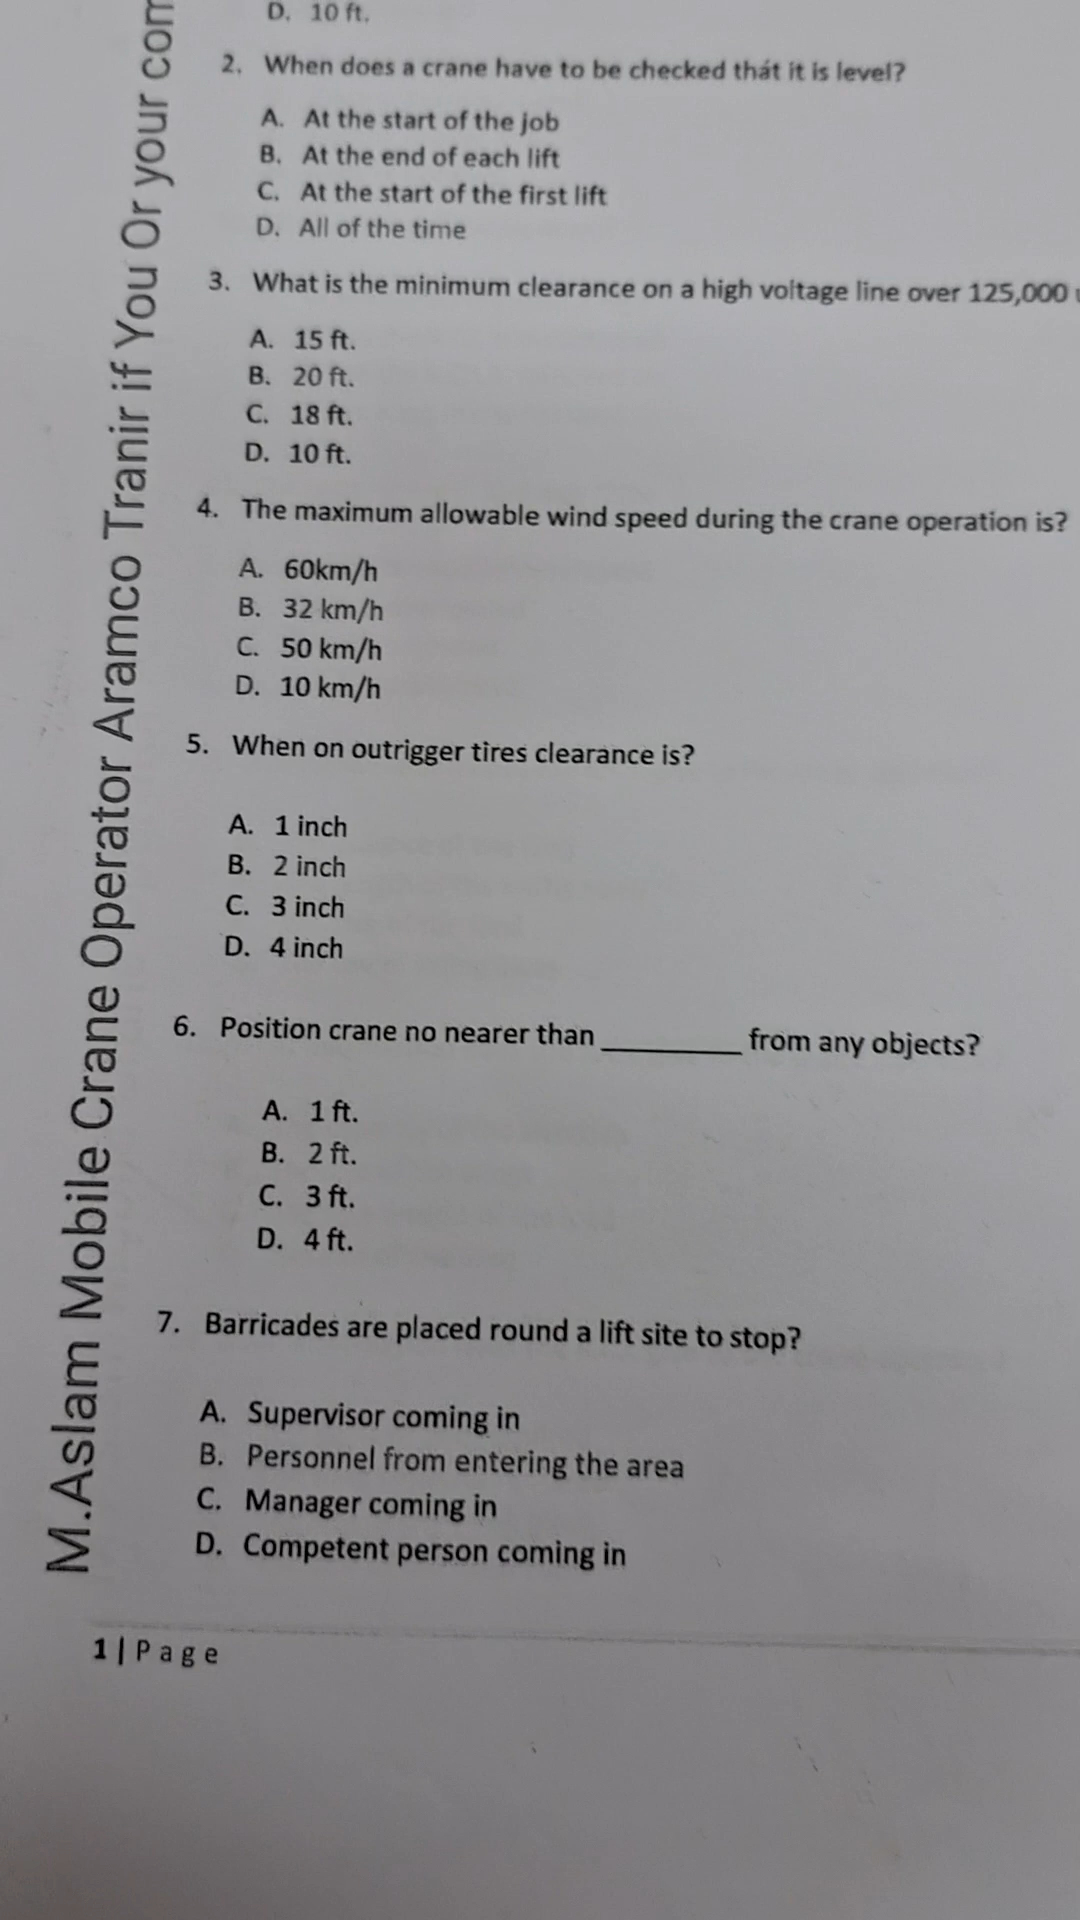 D. 10 ft.
2. When does a crane have to be checked that it is level?
A. At the start of the job
B. At the end of each lift
C. At the start of the first lift
D. All of the time
3. What is the minimum clearance on a high voltage line over 125,000
A. 15 ft.
B. 20 ft.
C. 18 ft.
D. 10 ft.
4. The maximum allowable wind speed during the crane operation is?
A. 60km/h
B. 32 km/h
C. 50 km/h
D. 10 km/h
5. When on outrigger tires clearance is?
A. 1 inch
B. 2 inch
C. 3 inch
D. 4 inch
6. Position crane no nearer than ________ from any objects?
A. 1 ft.
B. 2 ft.
C. 3 ft.
D. 4 ft.
7. Barricades are placed round a lift site to stop?
A. Supervisor coming in
B. Personnel from entering the area
C. Manager coming in
D. Competent person coming in
1 | Page
M.Aslam Mobile Crane Operator Aramco Tranir if You Or your